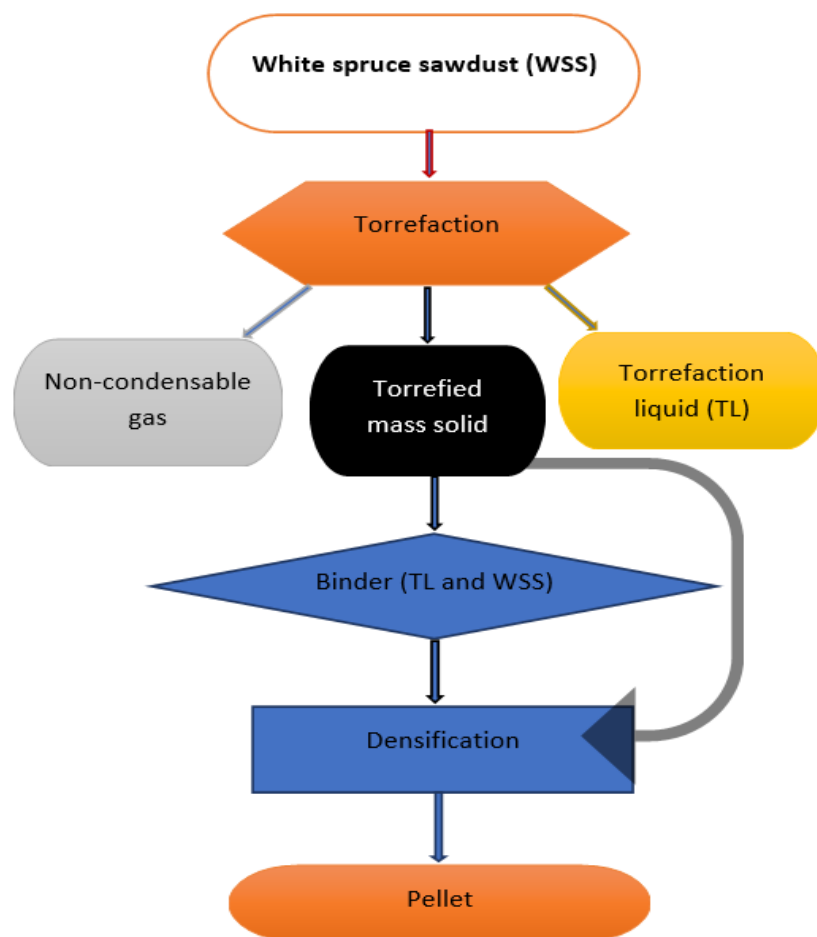 White spruce sawdust (WSS)
Torrefaction
Non-condensable
gas
Torrefied
mass solid
Torrefaction
liquid (TL)
Binder (TL and WSS)
Densification
Pellet